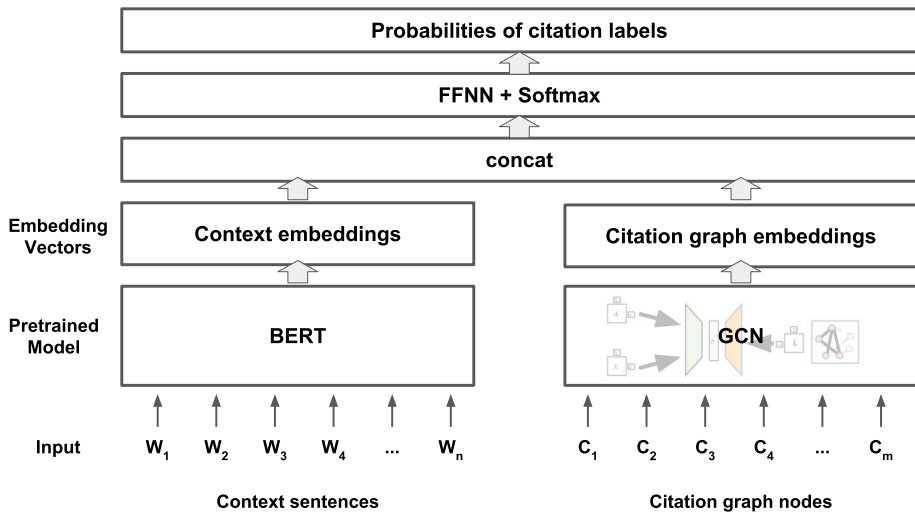 Probabilities of citation labels
FFNN + Softmax
concat
Embedding
Vectors
Context embeddings
Citation graph embeddings
Pretrained
Model
BERT
GCN
Input
W1 W2 W3 W4 ... Wn
C1 C2 C3 C4 ... Cm
Context sentences
Citation graph nodes